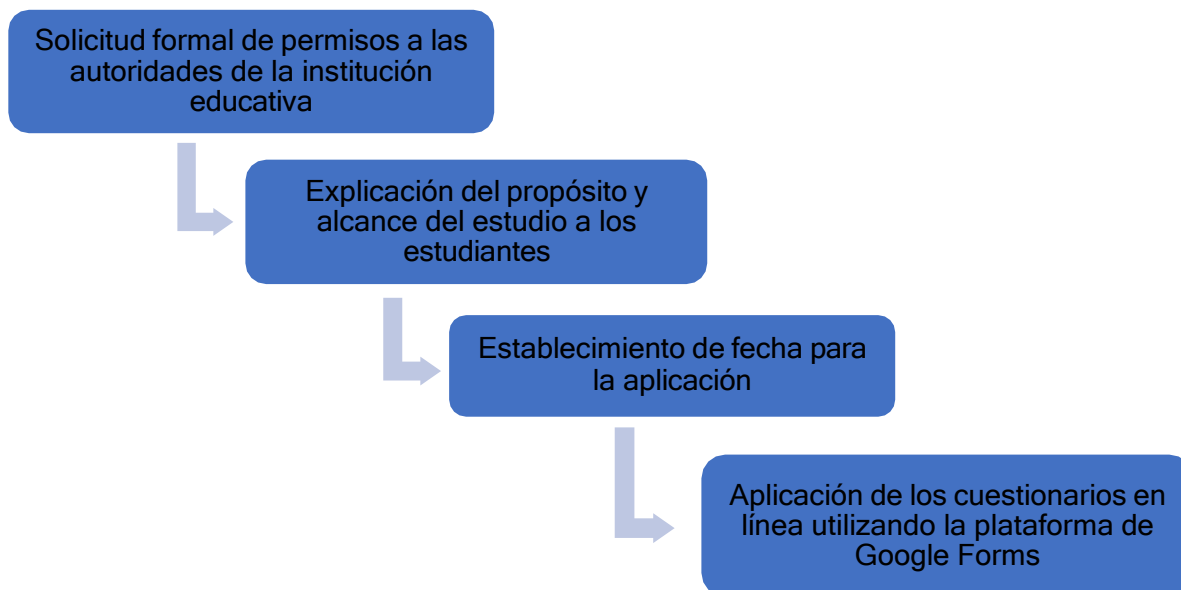 Solicitud formal de permisos a las
autoridades de la institución
educativa
Explicación del propósito y
alcance del estudio a los
estudiantes
Establecimiento de fecha para
la aplicación
Aplicación de los cuestionarios en
línea utilizando la plataforma de
Google Forms